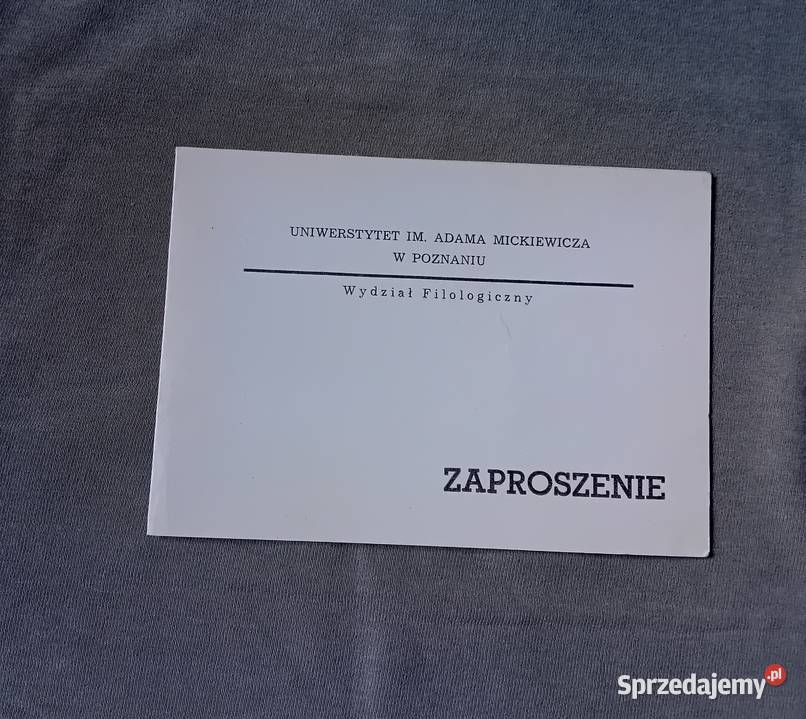 UNIWERSTYTET IM. ADAMA MICKIEWICZA
W POZNANIU
Wydział Filologiczny
ZAPROSZENIE
Sprzedajemy.pl